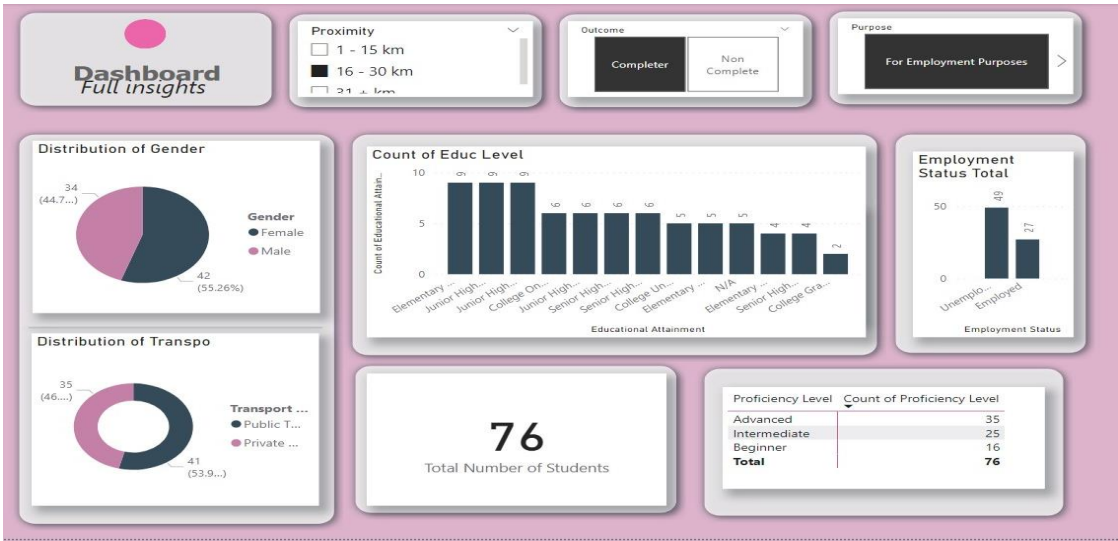 Dashboard
Full insights
Proximity
1 - 15 km
16 - 30 km
31 + km
Outcome
Completer
Non
Complete
Purpose
For Employment Purposes
Distribution of Gender
34
(44.7...)
42
(55.26%)
Gender
Female
Male
Distribution of Transpo
35
(46....)
41
(53.9...)
Transport ...
Public T...
Private ...
Count of Educ Level
Count of Educational Attain...
10
5
0
9 9 9 6 6 6 6 5 5 5 4 4 2
Elementary ...
Junior High...
Junior High...
College On...
Junior High...
Senior High...
Senior High...
College Un...
Elementary ...
N/A
Elementary ...
Senior High...
College Gra...
Educational Attainment
Employment
Status Total
50
0
49
27
Unemplo...
Employed
Employment Status
76
Total Number of Students
Proficiency Level Count of Proficiency Level
Advanced 35
Intermediate 25
Beginner 16
Total 76